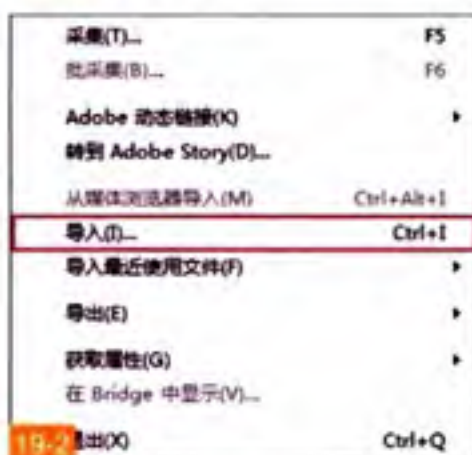 采集(T)... F5
批采集(B)... F6
Adobe 动态链接(K)
转到 Adobe Story(D)...
从媒体浏览器导入(M) Ctrl+Alt+I
导入(I)... Ctrl+I
导入最近使用文件(F)
导出(E)
获取属性(G)
在 Bridge 中显示(V)...
19-2 出(X) Ctrl+Q